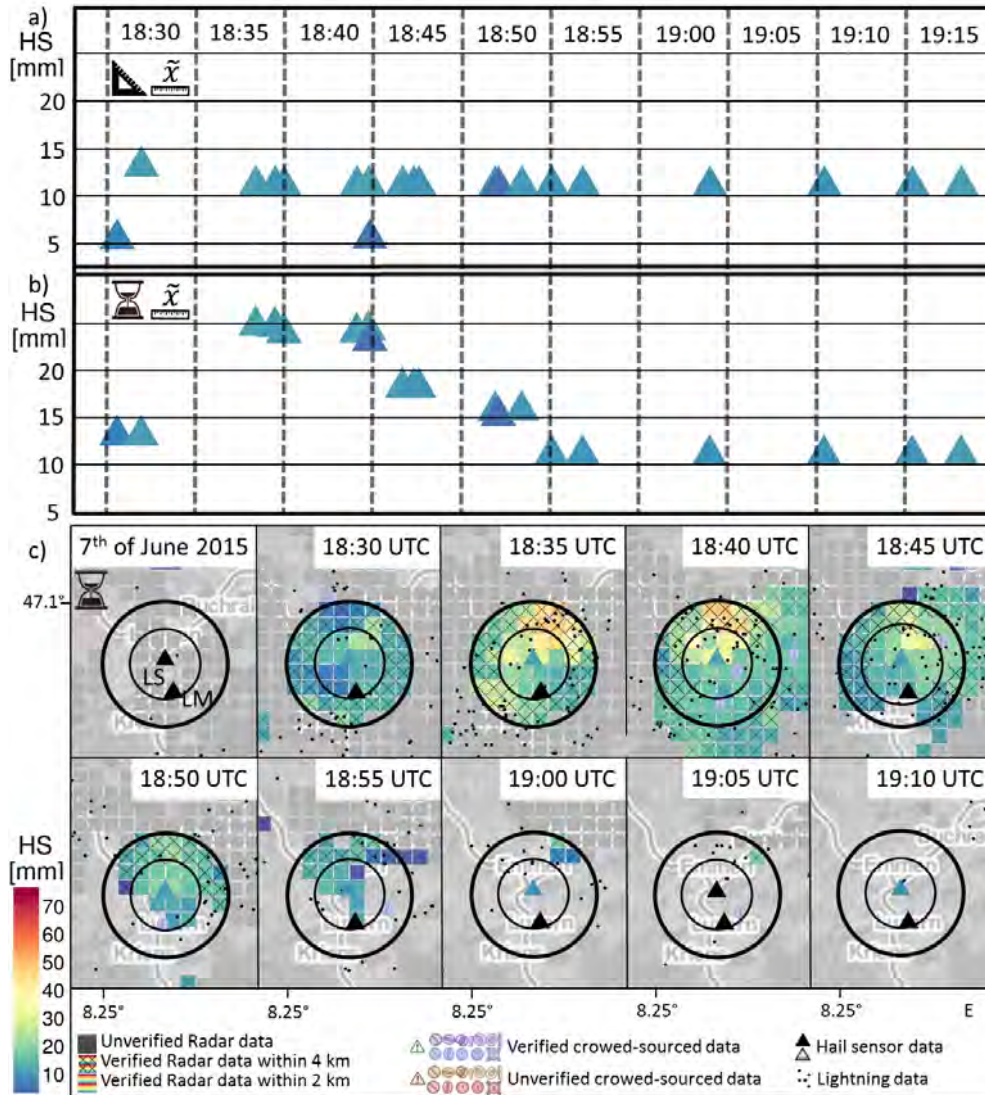 a)
HS
[mm]
18:30 18:35 18:40 18:45 18:50 18:55 19:00 19:05 19:10 19:15
x̃
20
15
10
5
b)
HS
[mm]
x̃
20
15
10
5
c)
7th of June 2015 18:30 UTC 18:35 UTC 18:40 UTC 18:45 UTC
47.1°
Buchrain
LS
LM
18:50 UTC 18:55 UTC 19:00 UTC 19:05 UTC 19:10 UTC
HS
[mm]
70
60
50
40
30
20
10
8.25° 8.25° 8.25° 8.25° E
Unverified Radar data
Verified Radar data within 4 km
Verified Radar data within 2 km
Verified crowed-sourced data
Unverified crowed-sourced data
Hail sensor data
Lightning data